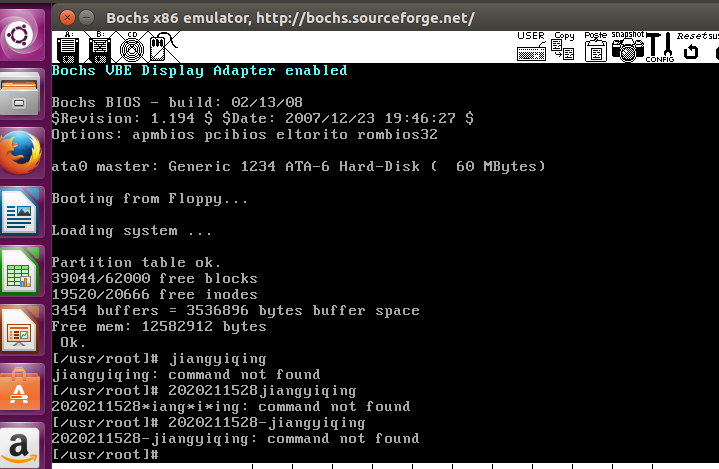 Bochs x86 emulator, http://bochs.sourceforge.net/
A: B: CD USER Copy Paste snapshot CONFIG Reset
Bochs VBE Display Adapter enabled
Bochs BIOS - build: 02/13/08
$Revision: 1.194 $ $Date: 2007/12/23 19:46:27 $
Options: apmbios pcibios eltorito rombios32
ata0 master: Generic 1234 ATA-6 Hard-Disk (  60 MBytes)
Booting from Floppy...
Loading system ...
Partition table ok.
39044/62000 free blocks
19520/20666 free inodes
3454 buffers = 3536896 bytes buffer space
Free mem: 12582912 bytes
 Ok.
[/usr/root]# jiangyiqing
jiangyiqing: command not found
[/usr/root]# 2020211528jiangyiqing
2020211528*iang*i*ing: command not found
[/usr/root]# 2020211528-jiangyiqing
2020211528-jiangyiqing: command not found
[/usr/root]#